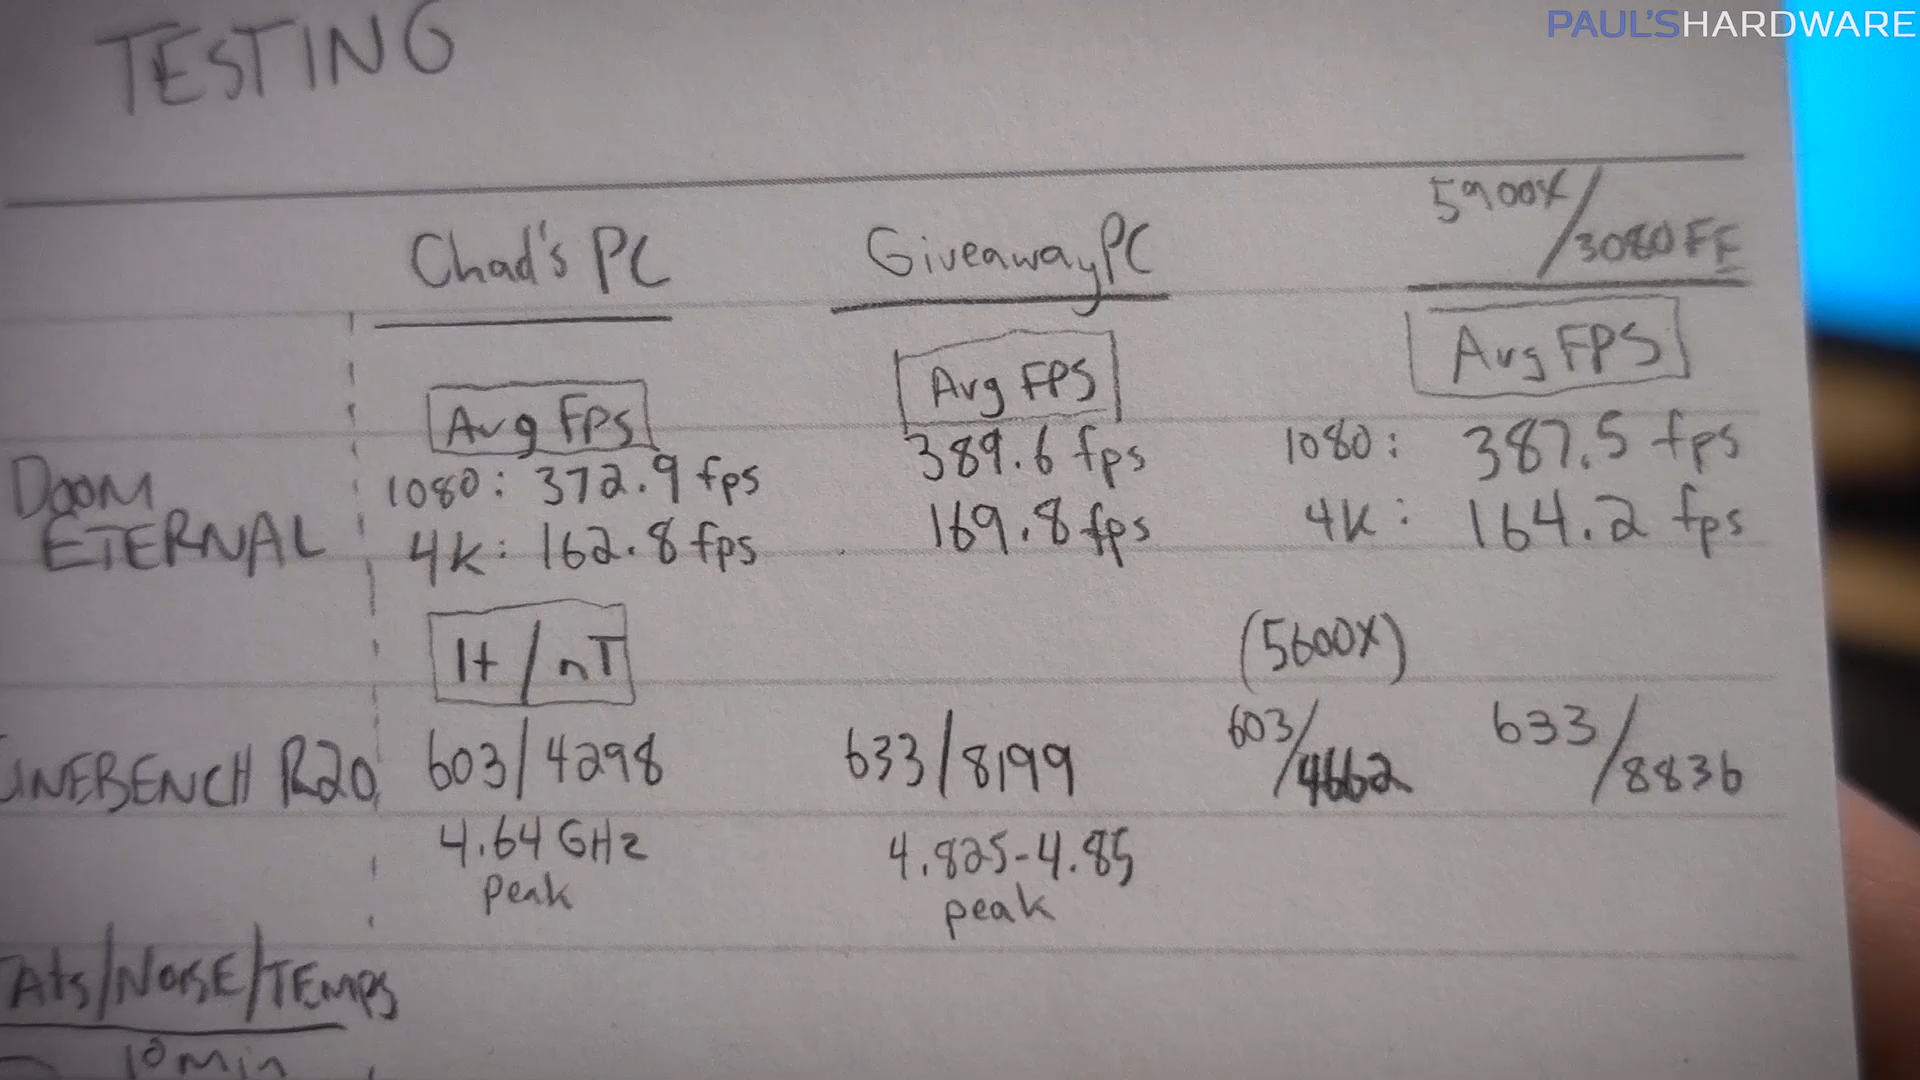 PAUL'SHARDWARE
TESTING
Chad's PC
GiveawayPC
5900X/3080FE
Avg FPS
Avg FPS
Avg FPS
DOOM ETERNAL
1080: 372.9 fps
389.6 fps
1080: 387.5 fps
4K: 162.8 fps
169.8 fps
4K: 164.2 fps
1t/nT
(5600X)
INEBENCH R20
603/4298
633/8199
603/4662
633/8836
4.64 GHz
peak
4.825-4.85
peak
ats/NOISE/TEMPS
10 min